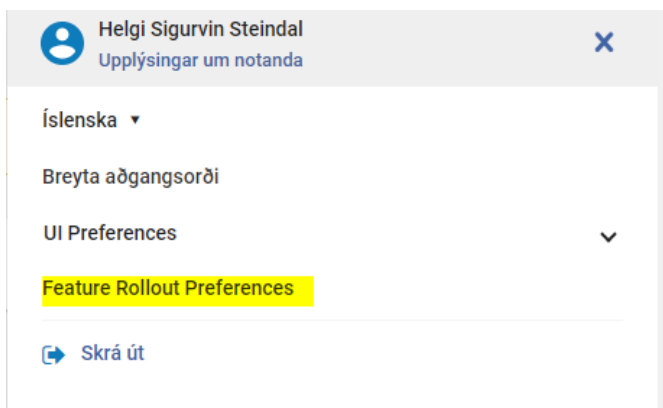 Helgi Sigurvin Steindal
Upplýsingar um notanda
Íslenska
Breyta aðgangsorði
UI Preferences
Feature Rollout Preferences
Skrá út